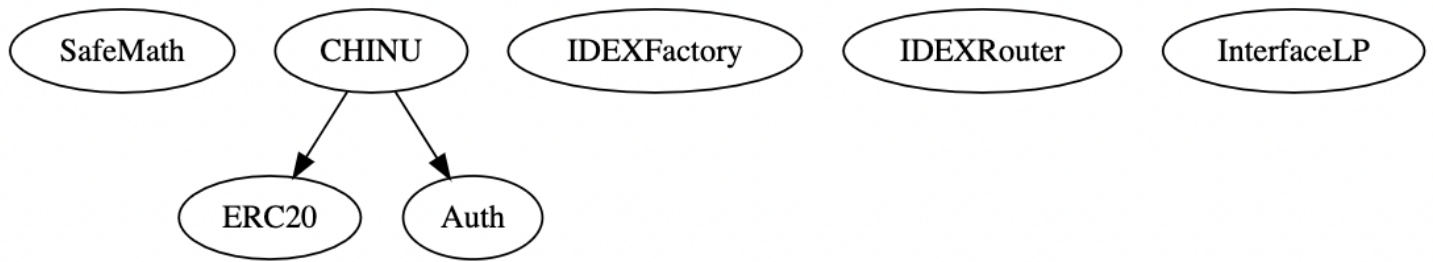 SafeMath
CHINU
IDEXFactory
IDEXRouter
InterfaceLP
ERC20
Auth